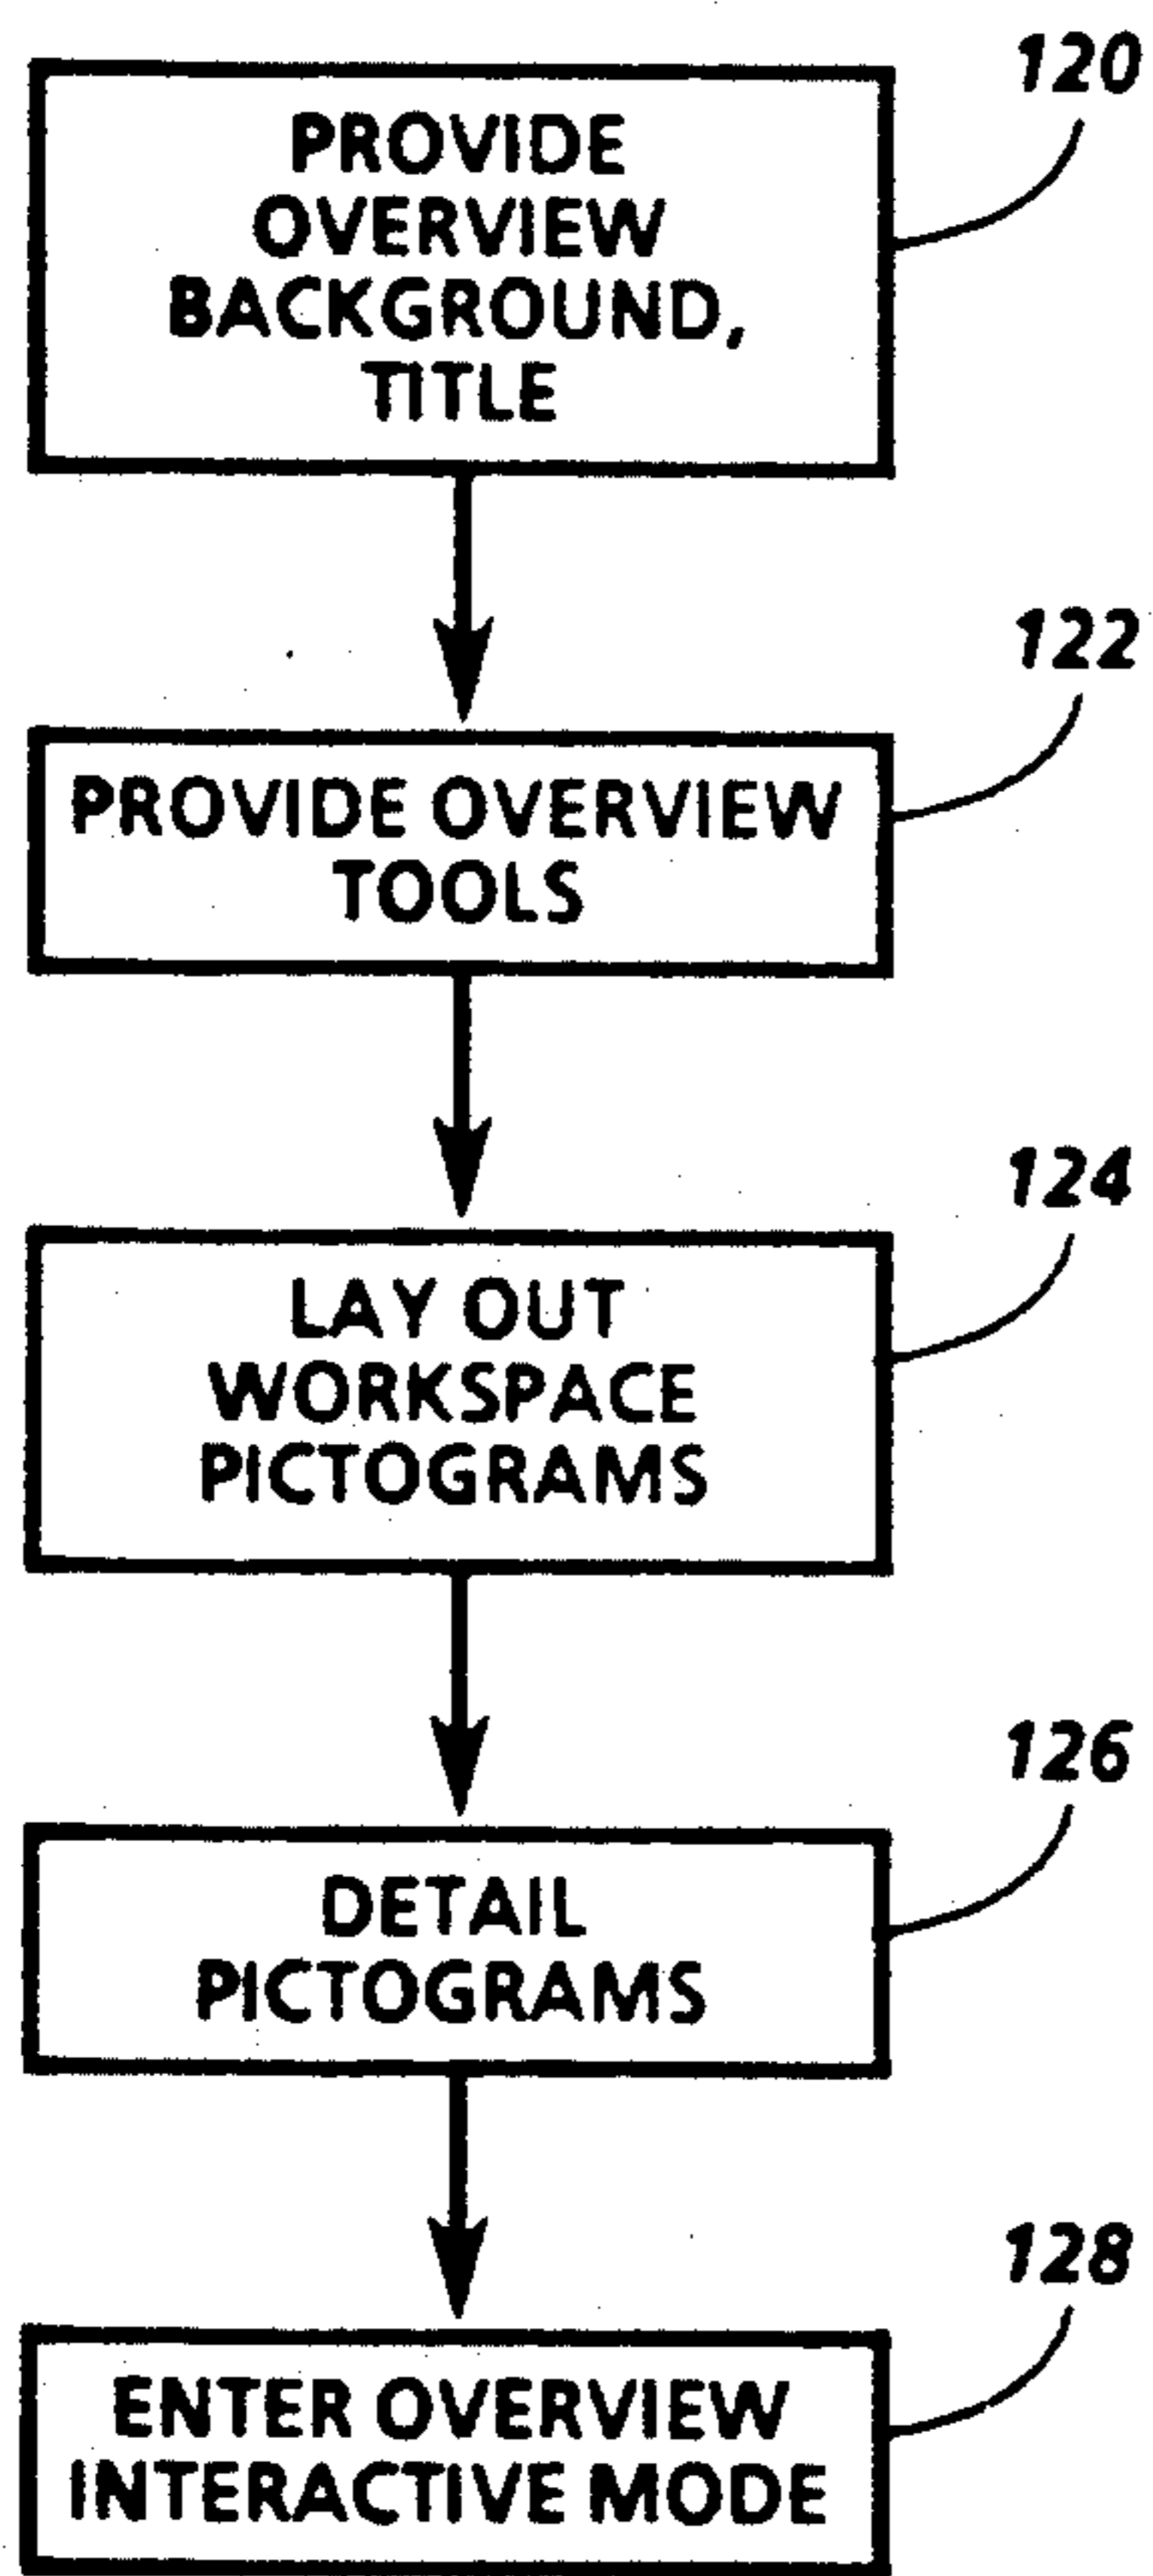 120
PROVIDE
OVERVIEW
BACKGROUND,
TITLE
122
PROVIDE OVERVIEW
TOOLS
124
LAY OUT
WORKSPACE
PICTOGRAMS
126
DETAIL
PICTOGRAMS
128
ENTER OVERVIEW
INTERACTIVE MODE